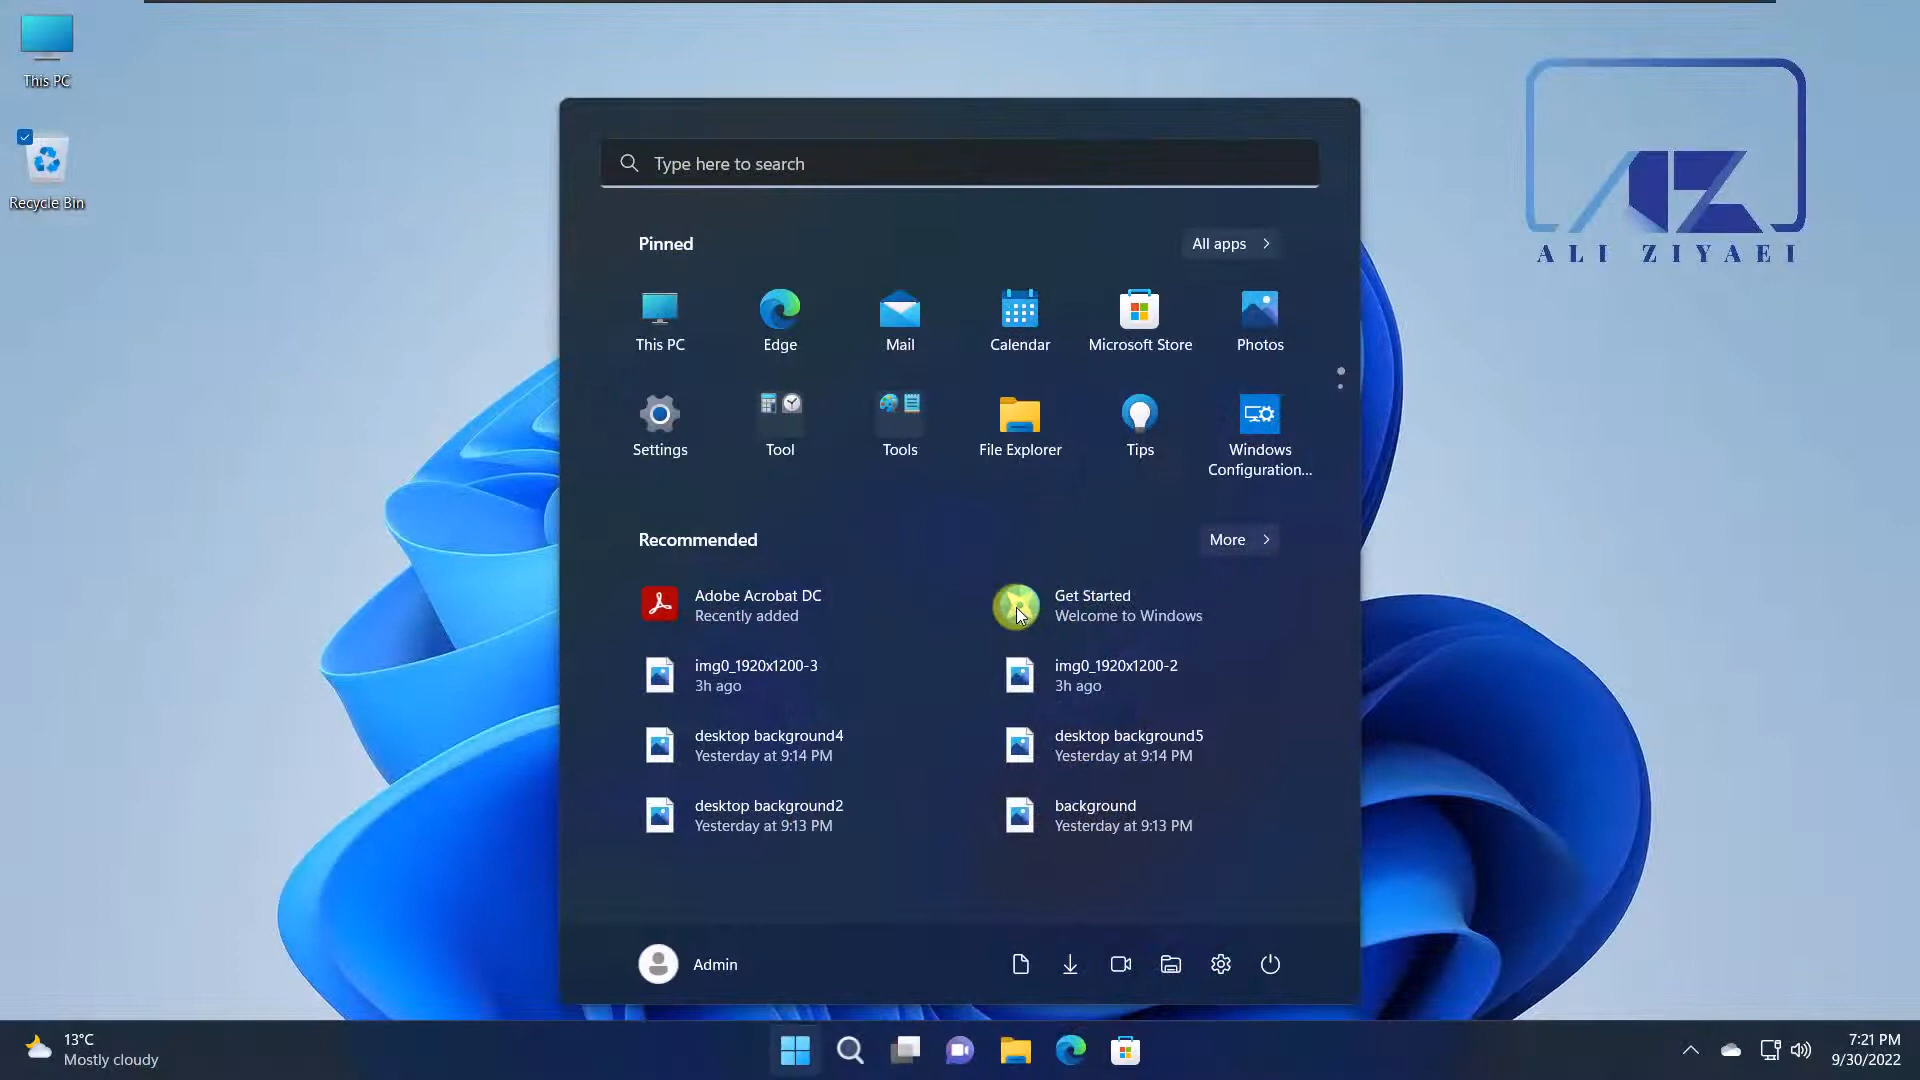 This PC
Recycle Bin
ALI ZIYAEI
Type here to search
Pinned
All apps
This PC
Edge
Mail
Calendar
Microsoft Store
Photos
Settings
Tool
Tools
File Explorer
Tips
Windows
Configuration...
Recommended
More
Adobe Acrobat DC
Recently added
Get Started
Welcome to Windows
img0_1920x1200-3
3h ago
img0_1920x1200-2
3h ago
desktop background4
Yesterday at 9:14 PM
desktop background5
Yesterday at 9:14 PM
desktop background2
Yesterday at 9:13 PM
background
Yesterday at 9:13 PM
Admin
13°C
Mostly cloudy
7:21 PM
9/30/2022